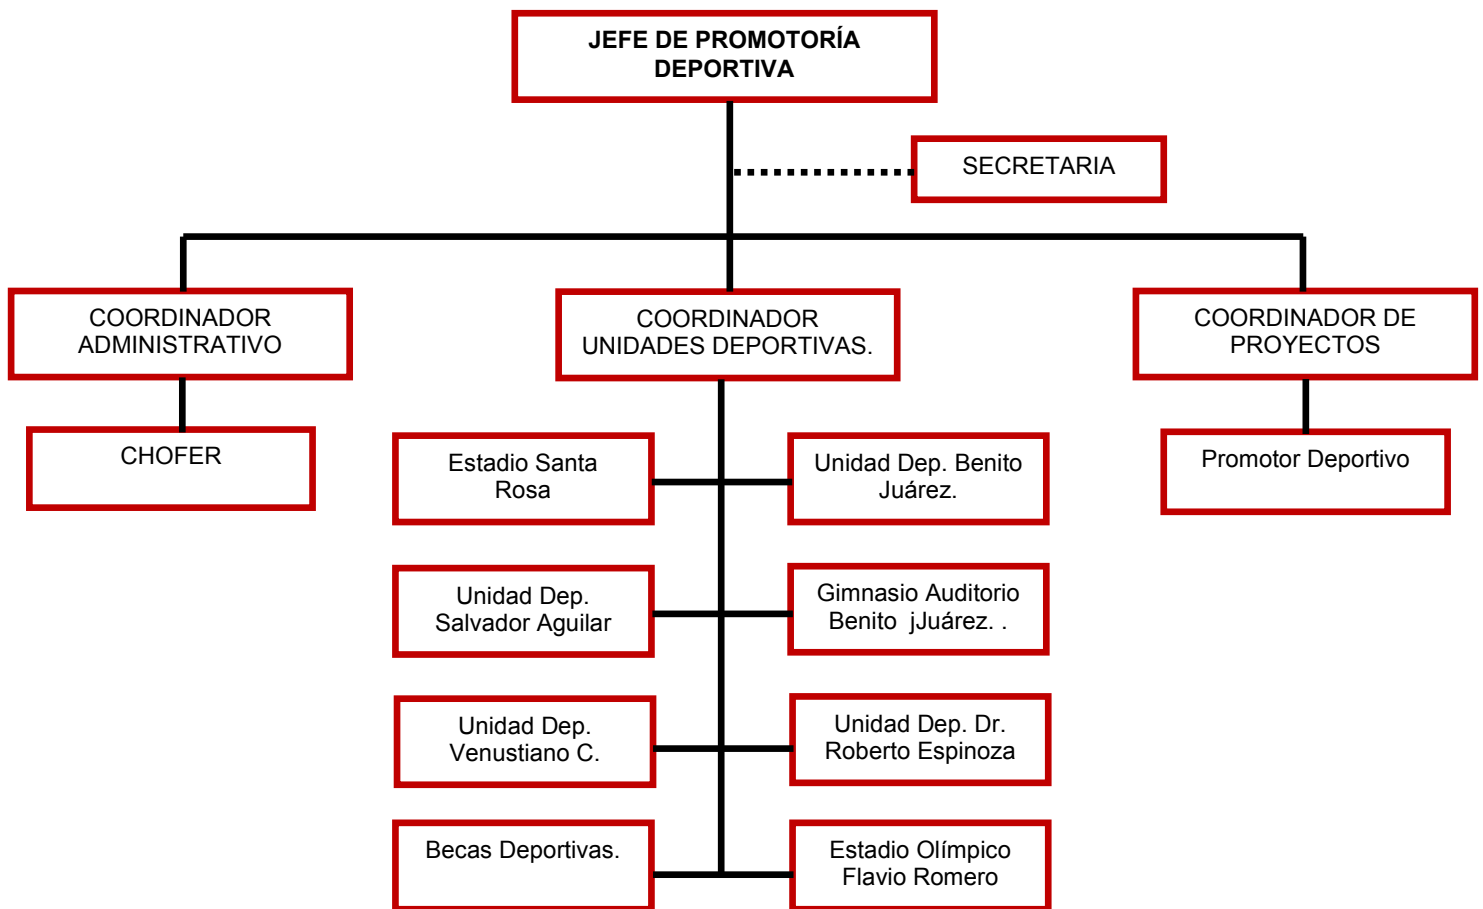 JEFE DE PROMOTORÍA
DEPORTIVA
SECRETARIA
COORDINADOR
ADMINISTRATIVO
COORDINADOR
UNIDADES DEPORTIVAS.
COORDINADOR DE
PROYECTOS
CHOFER
Estadio Santa
Rosa
Unidad Dep. Benito
Juárez.
Promotor Deportivo
Unidad Dep.
Salvador Aguilar
Gimnasio Auditorio
Benito  jJuárez. .
Unidad Dep.
Venustiano C.
Unidad Dep. Dr.
Roberto Espinoza
Becas Deportivas.
Estadio Olímpico
Flavio Romero